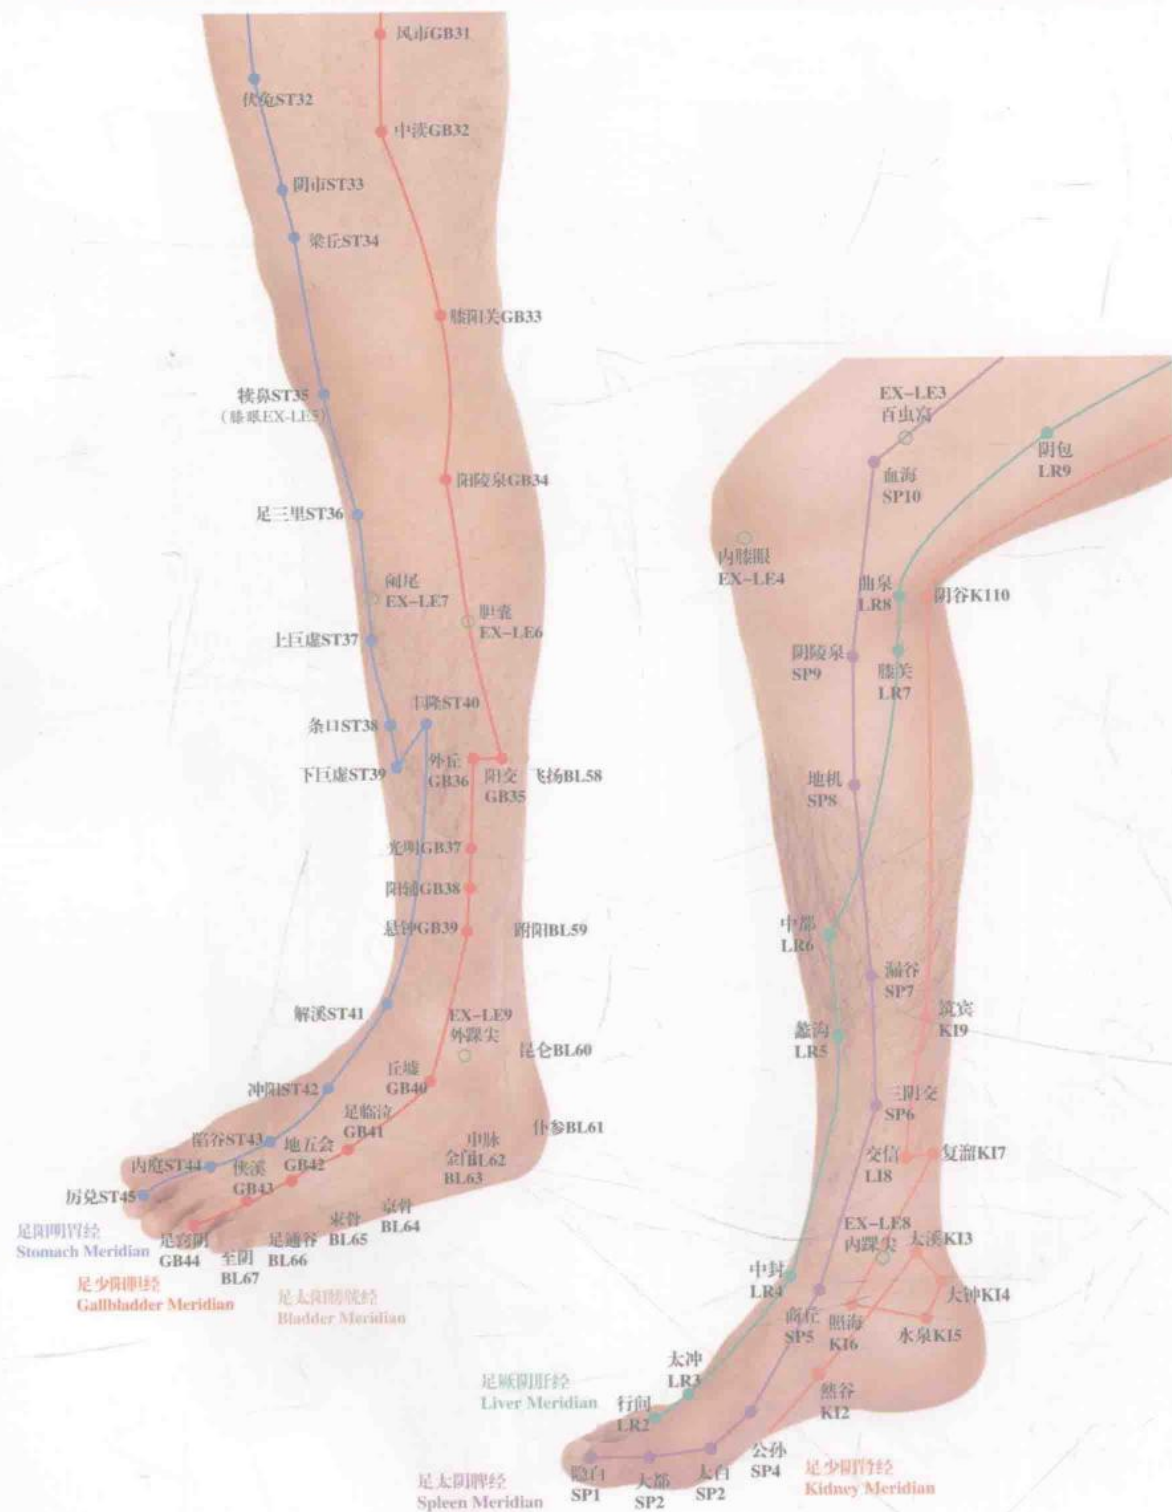 风市GB31
伏兔ST32
中渎GB32
阴市ST33
梁丘ST34
膝阳关GB33
犊鼻ST35
（膝眼EX-LE5）
阳陵泉GB34
足三里ST36
阑尾
EX-LE7
胆囊
EX-LE6
上巨虚ST37
丰隆ST40
条口ST38
下巨虚ST39
外丘
GB36
阳交
GB35
飞扬BL58
光明GB37
阳辅GB38
悬钟GB39
跗阳BL59
解溪ST41
EX-LE9
外踝尖
昆仑BL60
丘墟
GB40
冲阳ST42
足临泣
GB41
仆参BL61
陷谷ST43
地五会
GB42
申脉
BL62
金门
BL63
内庭ST44
侠溪
GB43
厉兑ST45
京骨
BL64
束骨
BL65
足通谷
BL66
至阴
BL67
足窍阴
GB44
足阳明胃经
Stomach Meridian
足少阳胆经
Gallbladder Meridian
足太阳膀胱经
Bladder Meridian
EX-LE3
百虫窝
血海
SP10
阴包
LR9
内膝眼
EX-LE4
曲泉
LR8
阴谷K110
阴陵泉
SP9
膝关
LR7
地机
SP8
中都
LR6
漏谷
SP7
筑宾
KI9
蠡沟
LR5
三阴交
SP6
交信
LI8
复溜KI7
EX-LE8
内踝尖
太溪KI3
中封
LR4
大钟KI4
商丘
SP5
照海
KI6
水泉KI5
太冲
LR3
然谷
KI2
行间
LR2
足厥阴肝经
Liver Meridian
隐白
SP1
大都
SP2
太白
SP2
公孙
SP4
足太阴脾经
Spleen Meridian
足少阴肾经
Kidney Meridian